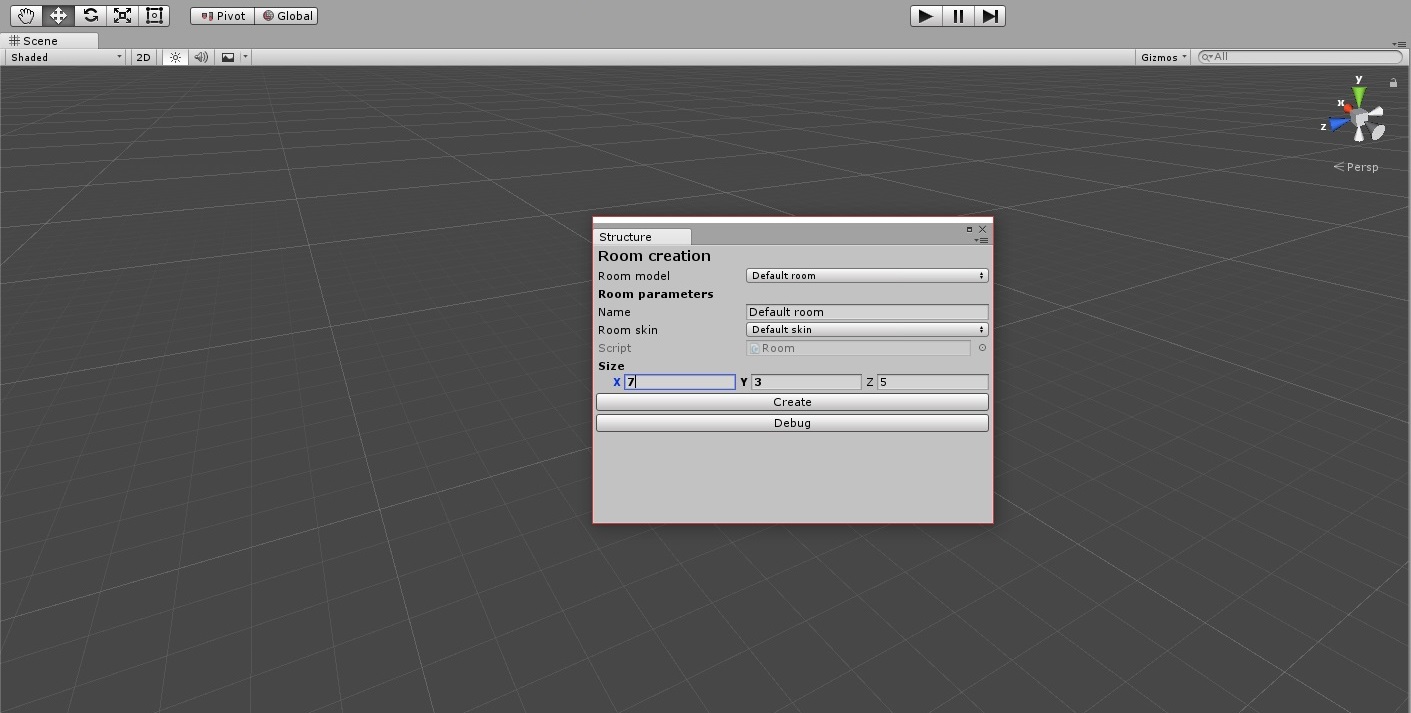 Pivot Global
Scene
Shaded 2D Gizmos All
y
x
z
Persp
Structure
Room creation
Room model Default room
Room parameters
Name Default room
Room skin Default skin
Script Room
Size
X 7 Y 3 Z 5
Create
Debug